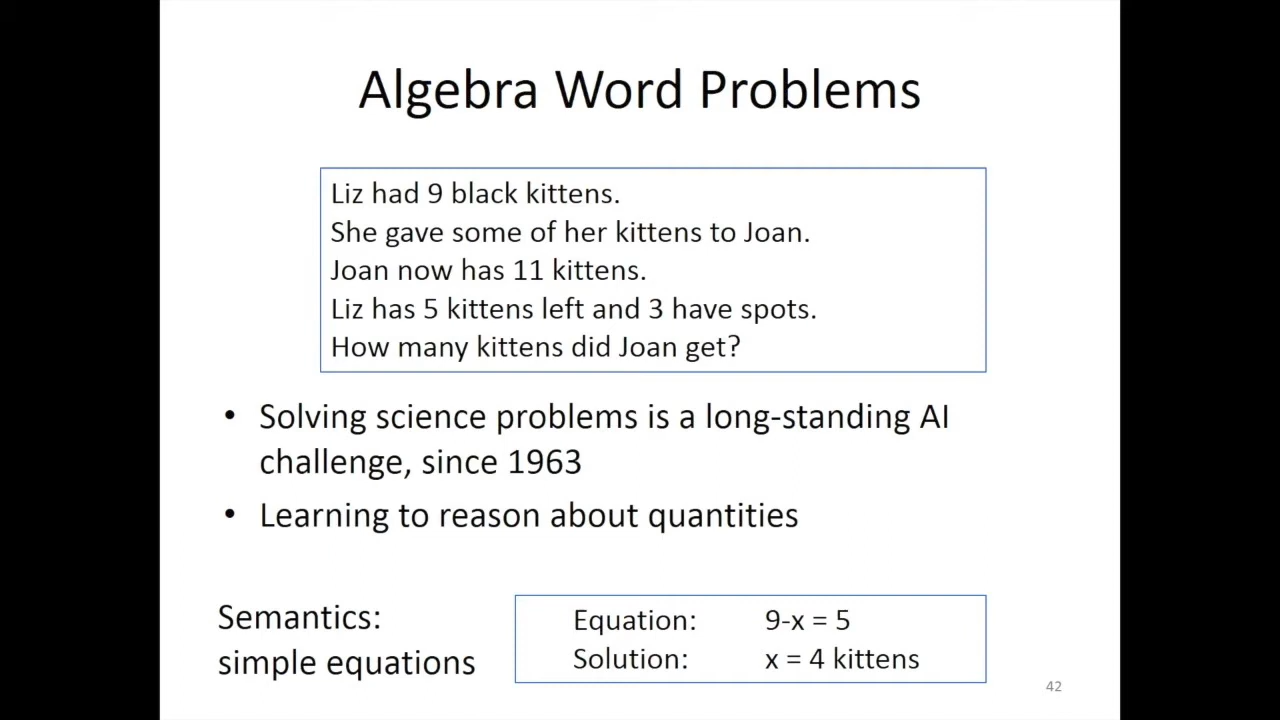 Algebra Word Problems
Liz had 9 black kittens.
She gave some of her kittens to Joan.
Joan now has 11 kittens.
Liz has 5 kittens left and 3 have spots.
How many kittens did Joan get?
• Solving science problems is a long-standing AI
challenge, since 1963
• Learning to reason about quantities
Semantics:
simple equations
Equation: 9-x = 5
Solution: x = 4 kittens
42